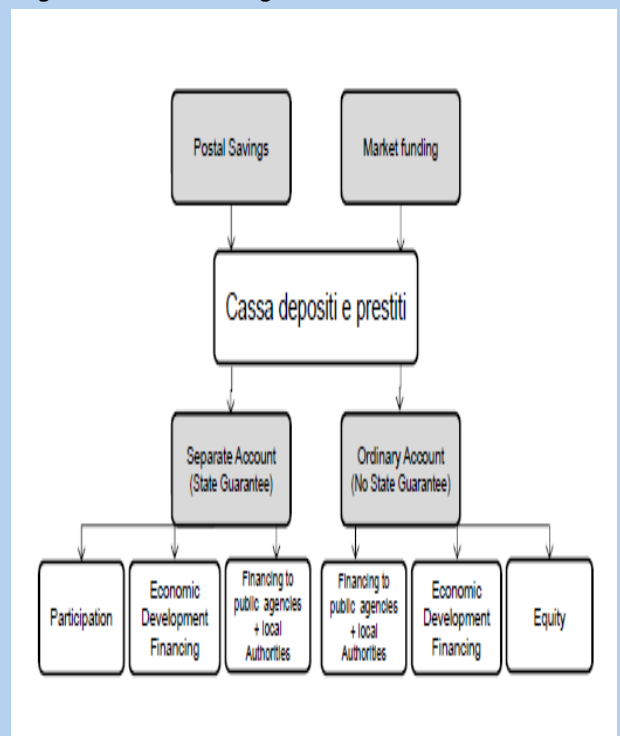 Postal Savings
Market funding
Cassa depositi e prestiti
Separate Account
(State Guarantee)
Ordinary Account
(No State Guarantee)
Participation
Economic
Development
Financing
Financing to
public agencies
+ local
Authorities
Financing to
public agencies
+ local
Authorities
Economic
Development
Financing
Equity